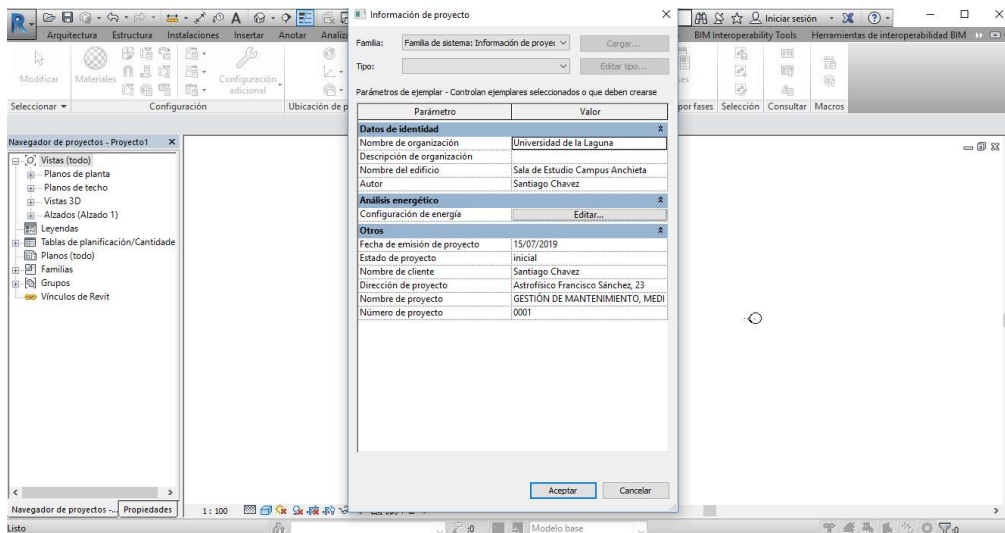 Información de proyecto
Iniciar sesión
Arquitectura Estructura Instalaciones Insertar Anotar
BIM Interoperability Tools Herramientas de interoperabilidad BIM
Familia: Familia de sistema: Información de proyec Cargar...
Tipo: Editar tipo...
Modificar Materiales Configuración adicional
Parámetros de ejemplar - Controlan ejemplares seleccionados o que deben crearse
Seleccionar Configuración Ubicación de p
por fases Selección Consultar Macros
Parámetro Valor
Datos de identidad
Nombre de organización Universidad de la Laguna
Descripción de organización
Nombre del edificio Sala de Estudio Campus Anchieta
Autor Santiago Chavez
Análisis energético
Configuración de energía Editar...
Otros
Fecha de emisión de proyecto 15/07/2019
Estado de proyecto inicial
Nombre de cliente Santiago Chavez
Dirección de proyecto Astrofísico Francisco Sánchez, 23
Nombre de proyecto GESTIÓN DE MANTENIMIENTO, MEDI
Número de proyecto 0001
Aceptar Cancelar
Navegador de proyectos - Proyecto1
Vistas (todo)
Planos de planta
Planos de techo
Vistas 3D
Alzados (Alzado 1)
Leyendas
Tablas de planificación/Cantidade
Planos (todo)
Familias
Grupos
Vínculos de Revit
Navegador de proyectos -... Propiedades
1 : 100
Listo
:0 Modelo base
:0